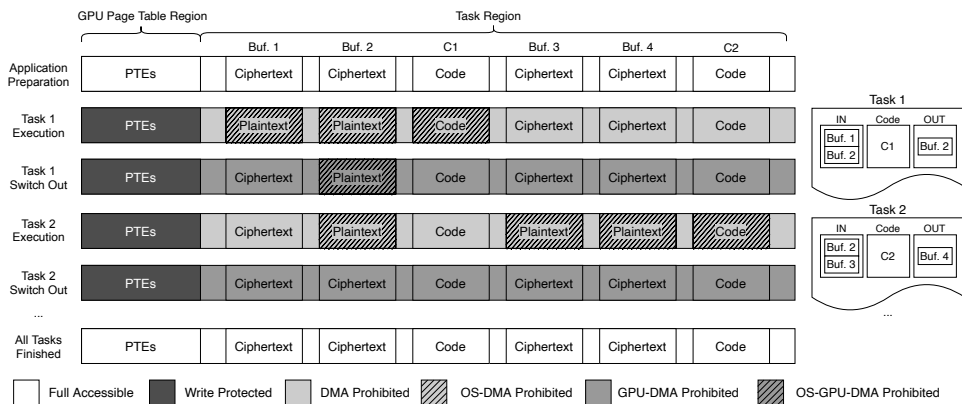 GPU Page Table Region Task Region
Buf. 1 Buf. 2 C1 Buf. 3 Buf. 4 C2
Application
Preparation
PTEs Ciphertext Ciphertext Code Ciphertext Ciphertext Code
Task 1
Execution
PTEs Plaintext Plaintext Code Ciphertext Ciphertext Code
Task 1
Switch Out
PTEs Ciphertext Plaintext Code Ciphertext Ciphertext Code
Task 2
Execution
PTEs Ciphertext Plaintext Code Plaintext Plaintext Code
Task 2
Switch Out
PTEs Ciphertext Ciphertext Code Ciphertext Ciphertext Code
...
All Tasks
Finished
PTEs Ciphertext Ciphertext Code Ciphertext Ciphertext Code
Task 1
IN Code OUT
Buf. 1
Buf. 2
C1
Buf. 2
Task 2
IN Code OUT
Buf. 2
Buf. 3
C2
Buf. 4
...
Full Accessible Write Protected DMA Prohibited OS-DMA Prohibited GPU-DMA Prohibited OS-GPU-DMA Prohibited